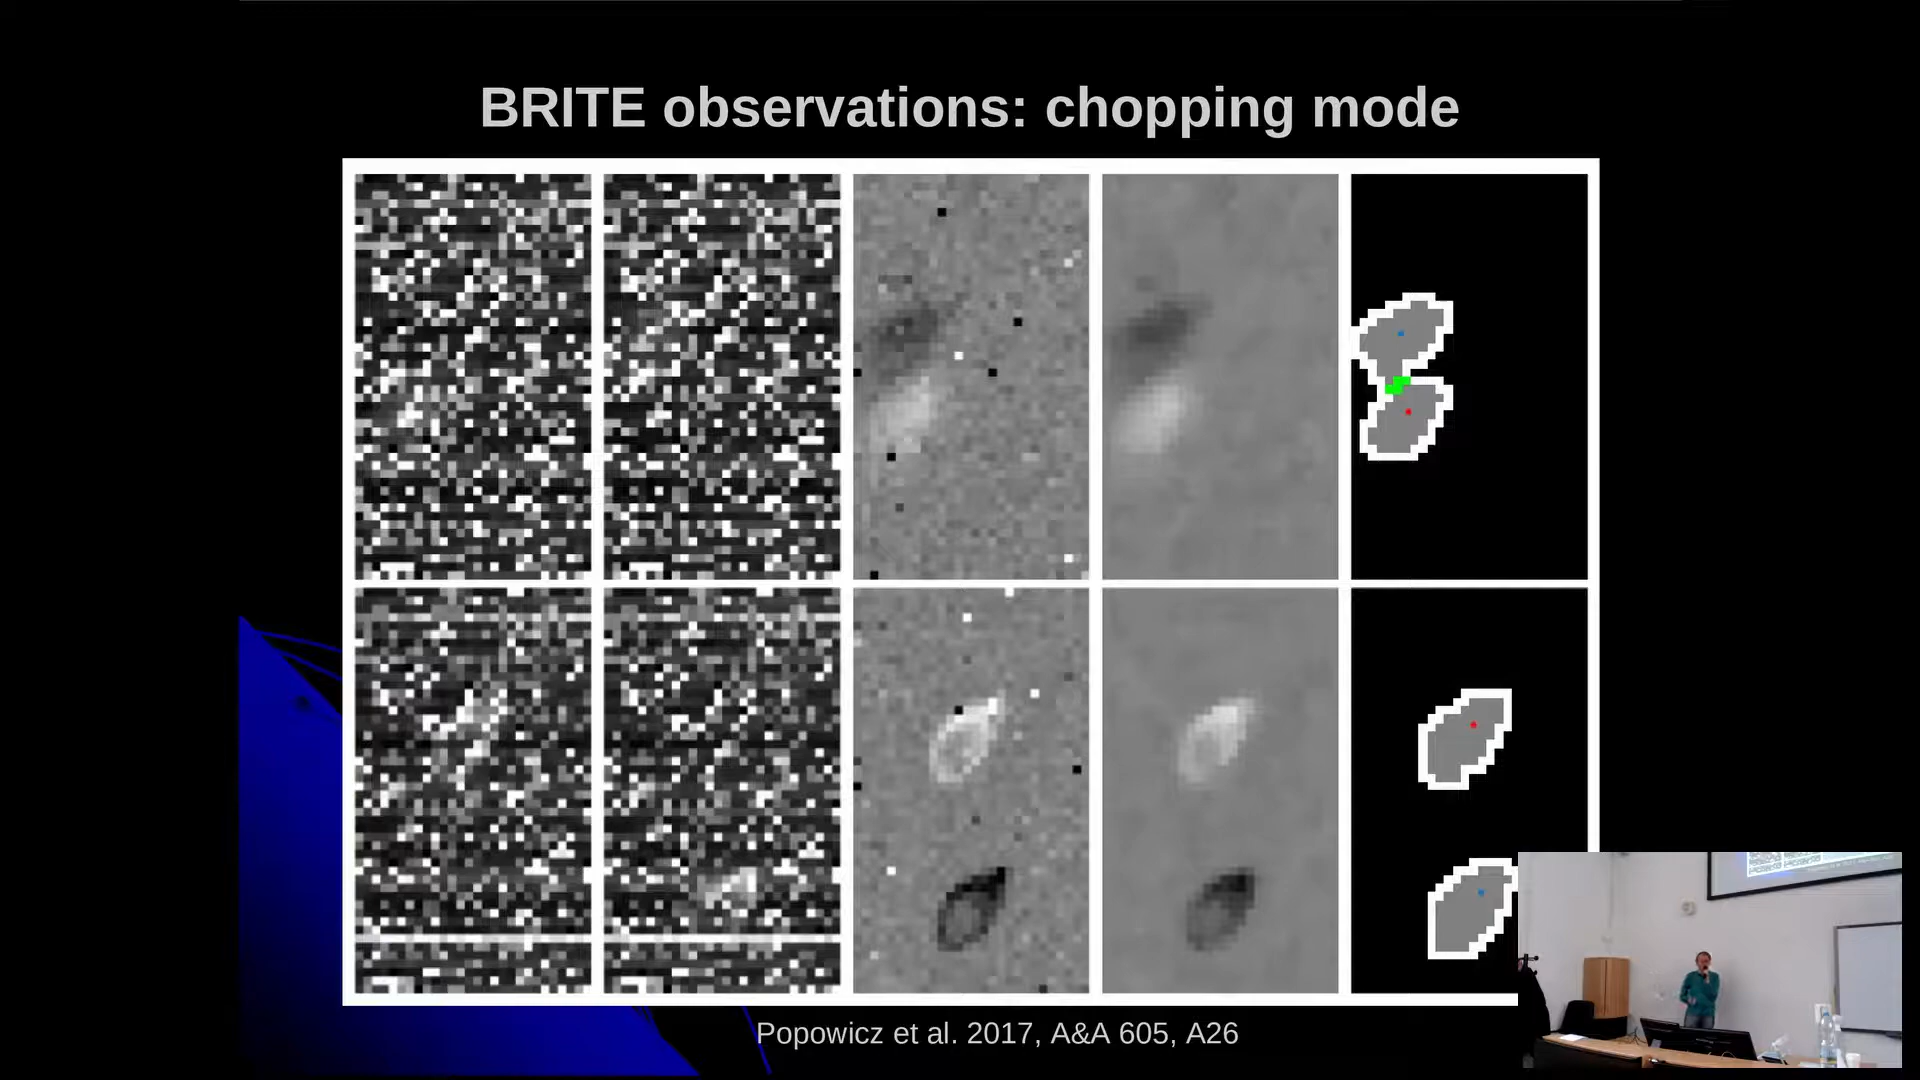 BRITE observations: chopping mode
Popowicz et al. 2017, A&A 605, A26